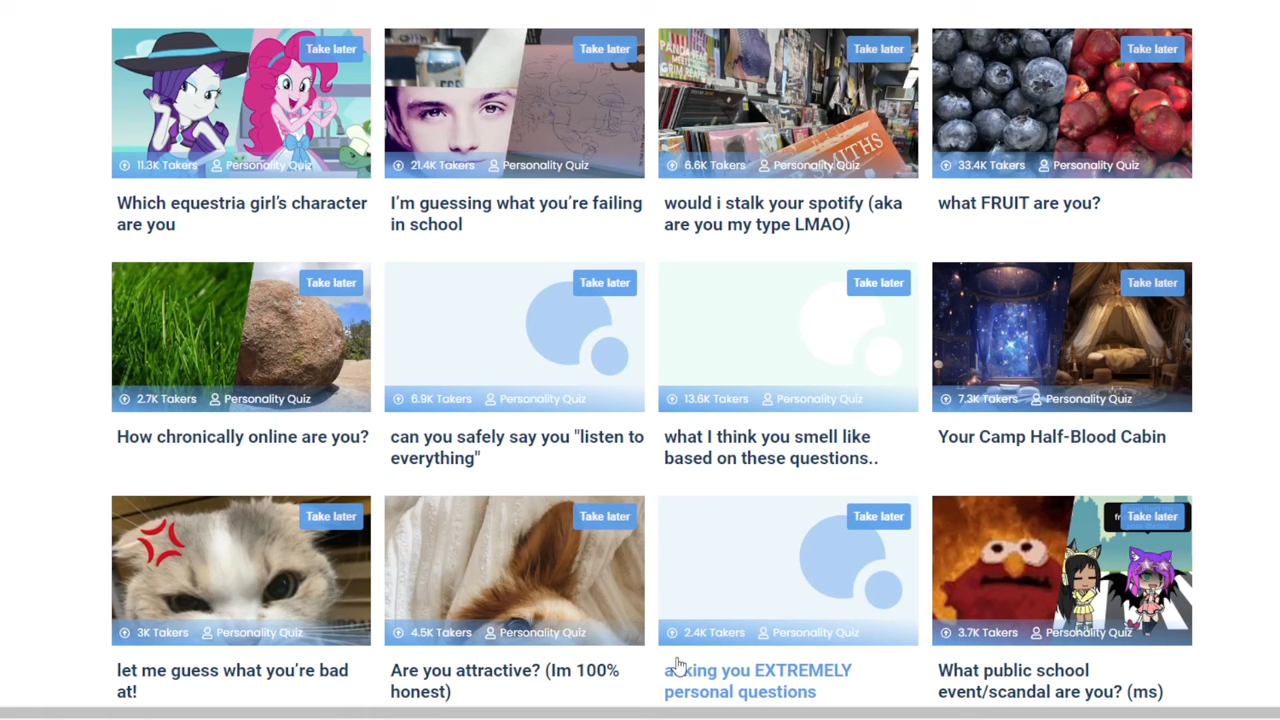 Take later
Take later
PANDA BEAR
MEETS
GRIM REAPER
Take later
Take later
11.3K Takers Personality Quiz
21.4K Takers Personality Quiz
6.6K Takers Personality Quiz
33.4K Takers Personality Quiz
Which equestria girl's character
are you
I'm guessing what you're failing
in school
would i stalk your spotify (aka
are you my type LMAO)
what FRUIT are you?
Take later
Take later
Take later
Take later
2.7K Takers Personality Quiz
6.9K Takers Personality Quiz
13.6K Takers Personality Quiz
7.3K Takers Personality Quiz
How chronically online are you?
can you safely say you "listen to
everything"
what I think you smell like
based on these questions..
Your Camp Half-Blood Cabin
Take later
Take later
Take later
Take later
3K Takers Personality Quiz
4.5K Takers Personality Quiz
2.4K Takers Personality Quiz
3.7K Takers Personality Quiz
let me guess what you're bad
at!
Are you attractive? (Im 100%
honest)
asking you EXTREMELY
personal questions
What public school
event/scandal are you? (ms)